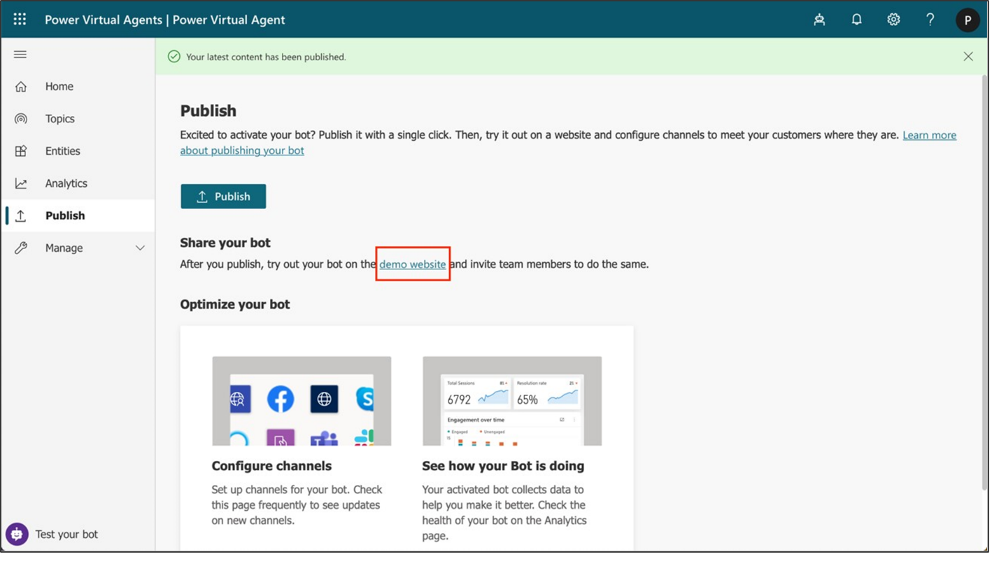 Power Virtual Agents | Power Virtual Agent
P
Your latest content has been published.
Home
Topics
Entities
Analytics
Publish
Manage
Test your bot
Publish
Excited to activate your bot? Publish it with a single click. Then, try it out on a website and configure channels to meet your customers where they are. Learn more
about publishing your bot
Publish
Share your bot
After you publish, try out your bot on the demo website and invite team members to do the same.
Optimize your bot
Total Sessions
6792
Resolution rate
65%
Engagement over time
Engaged Unengaged
Configure channels
Set up channels for your bot. Check
this page frequently to see updates
on new channels.
See how your Bot is doing
Your activated bot collects data to
help you make it better. Check the
health of your bot on the Analytics
page.